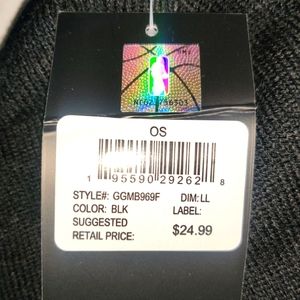 OS
1 95590 29262 8
STYLE#: GGMB969F DIM: LL
COLOR: BLK LABEL:
SUGGESTED
RETAIL PRICE: $24.99